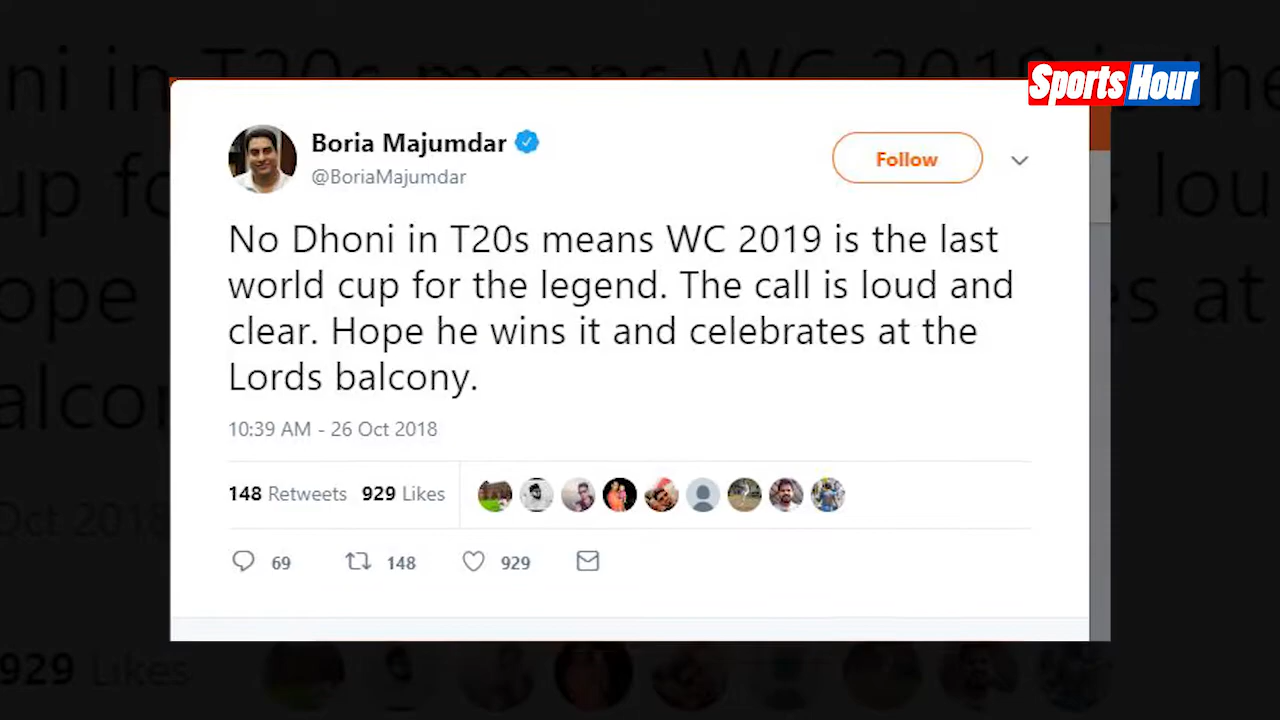 Sports Hour
Boria Majumdar
@BoriaMajumdar
Follow
No Dhoni in T20s means WC 2019 is the last
world cup for the legend. The call is loud and
clear. Hope he wins it and celebrates at the
Lords balcony.
10:39 AM - 26 Oct 2018
148 Retweets 929 Likes
69 148 929